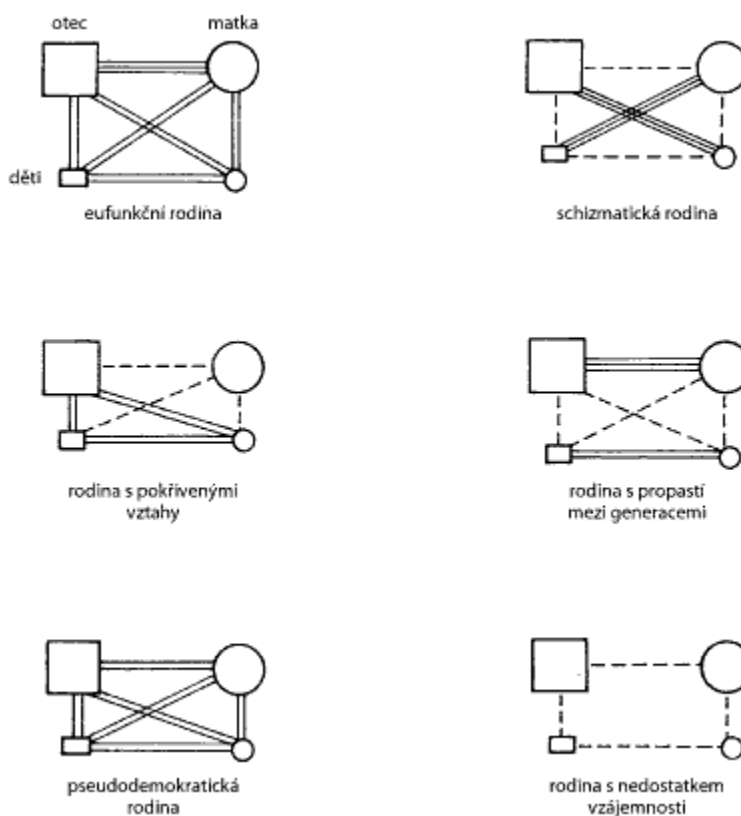 otec
matka
děti
eufunkční rodina
schizmatická rodina
rodina s pokřivenými
vztahy
rodina s propastí
mezi generacemi
pseudodemokratická
rodina
rodina s nedostatkem
vzájemnosti